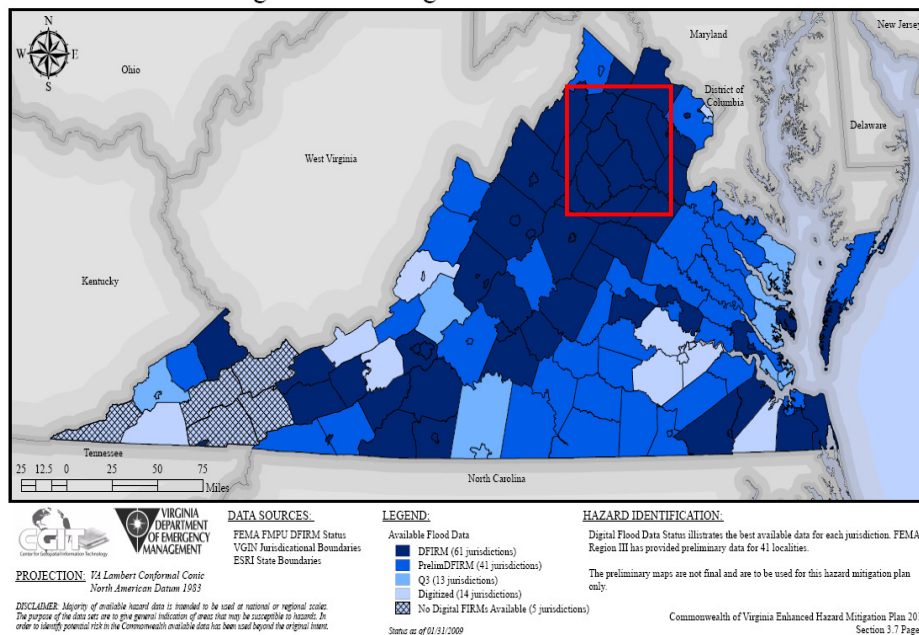 N
W E
S
Ohio
Maryland
New Jersey
District of
Columbia
Delaware
West Virginia
Kentucky
Tennessee
North Carolina
25 12.5 0 25 50 75
Miles
CGIT
Center for Geospatial Information Technology
VIRGINIA
DEPARTMENT
OF EMERGENCY
MANAGEMENT
PROJECTION: VA Lambert Conformal Conic
North American Datum 1983
DISCLAIMER: Majority of available hazard data is intended to be used at national or regional scales.
The purpose of the data sets are to give general indication of areas that may be susceptible to hazards. In
order to identify potential risk in the Commonwealth available data has been used beyond the original intent.
DATA SOURCES:
FEMA FMPU DFIRM Status
VGIN Jurisdicational Boundaries
ESRI State Boundaries
LEGEND:
Available Flood Data
DFIRM (61 jurisdictions)
PrelimDFIRM (41 jurisdictions)
Q3 (13 jurisdictions)
Digitized (14 jurisdictions)
No Digital FIRMs Available (5 jurisdictions)
Status as of 01/31/2009
HAZARD IDENTIFICATION:
Digital Flood Data Status illustrates the best available data for each jurisdiction. FEMA
Region III has provided preliminary data for 41 localities.
The preliminary maps are not final and are to be used for this hazard mitigation plan
only.
Commonwealth of Virginia Enhanced Hazard Mitigation Plan 20
Section 3.7 Page